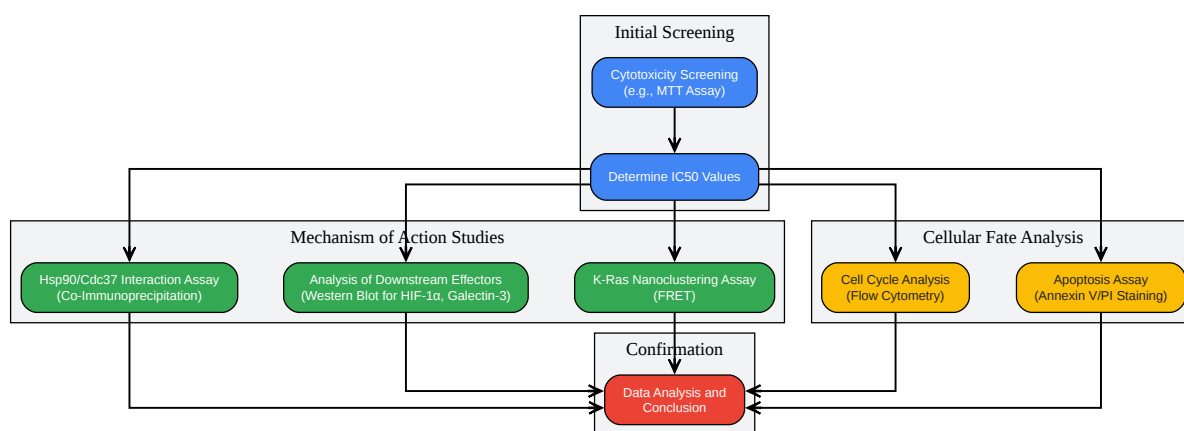 Initial Screening
Cytotoxicity Screening
(e.g., MTT Assay)
Determine IC50 Values
Mechanism of Action Studies
Hsp90/Cdc37 Interaction Assay
(Co-Immunoprecipitation)
Analysis of Downstream Effectors
(Western Blot for HIF-1α, Galectin-3)
K-Ras Nanoclustering Assay
(FRET)
Cellular Fate Analysis
Cell Cycle Analysis
(Flow Cytometry)
Apoptosis Assay
(Annexin V/PI Staining)
Confirmation
Data Analysis and
Conclusion